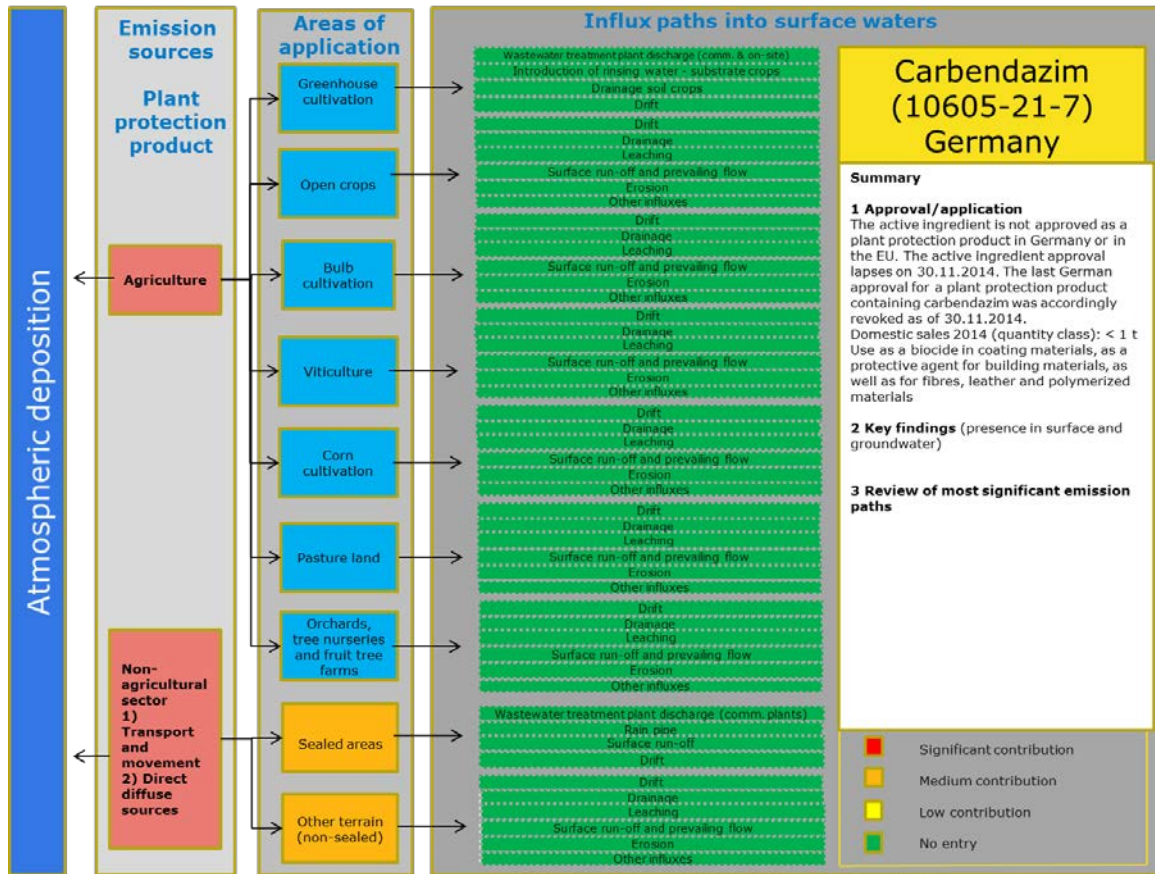 Atmospheric deposition
Emission
sources
Plant
protection
product
Agriculture
Non-
agricultural
sector
1)
Transport
and
movement
2) Direct
diffuse
sources
Areas of
application
Greenhouse
cultivation
Open crops
Bulb
cultivation
Viticulture
Corn
cultivation
Pasture land
Orchards,
tree nurseries
and fruit tree
farms
Sealed areas
Other terrain
(non-sealed)
Influx paths into surface waters
Wastewater treatment plant discharge (comm. & on-site)
Introduction of rinsing water - substrate crops
Drainage soil crops
Drift
Drift
Drainage
Leaching
Surface run-off and prevailing flow
Erosion
Other influxes
Drift
Drainage
Leaching
Surface run-off and prevailing flow
Erosion
Other influxes
Drift
Drainage
Leaching
Surface run-off and prevailing flow
Erosion
Other influxes
Drift
Drainage
Leaching
Surface run-off and prevailing flow
Erosion
Other influxes
Drift
Drainage
Leaching
Surface run-off and prevailing flow
Erosion
Other influxes
Drift
Drainage
Leaching
Surface run-off and prevailing flow
Erosion
Other influxes
Wastewater treatment plant discharge (comm. plants)
Rain pipe
Surface run-off
Drift
Drift
Drainage
Leaching
Surface run-off and prevailing flow
Erosion
Other influxes
Carbendazim
(10605-21-7)
Germany
Summary
1 Approval/application
The active ingredient is not approved as a
plant protection product in Germany or in
the EU. The active ingredient approval
lapses on 30.11.2014. The last German
approval for a plant protection product
containing carbendazim was accordingly
revoked as of 30.11.2014.
Domestic sales 2014 (quantity class): < 1 t
Use as a biocide in coating materials, as a
protective agent for building materials, as
well as for fibres, leather and polymerized
materials
2 Key findings (presence in surface and
groundwater)
3 Review of most significant emission
paths
Significant contribution
Medium contribution
Low contribution
No entry